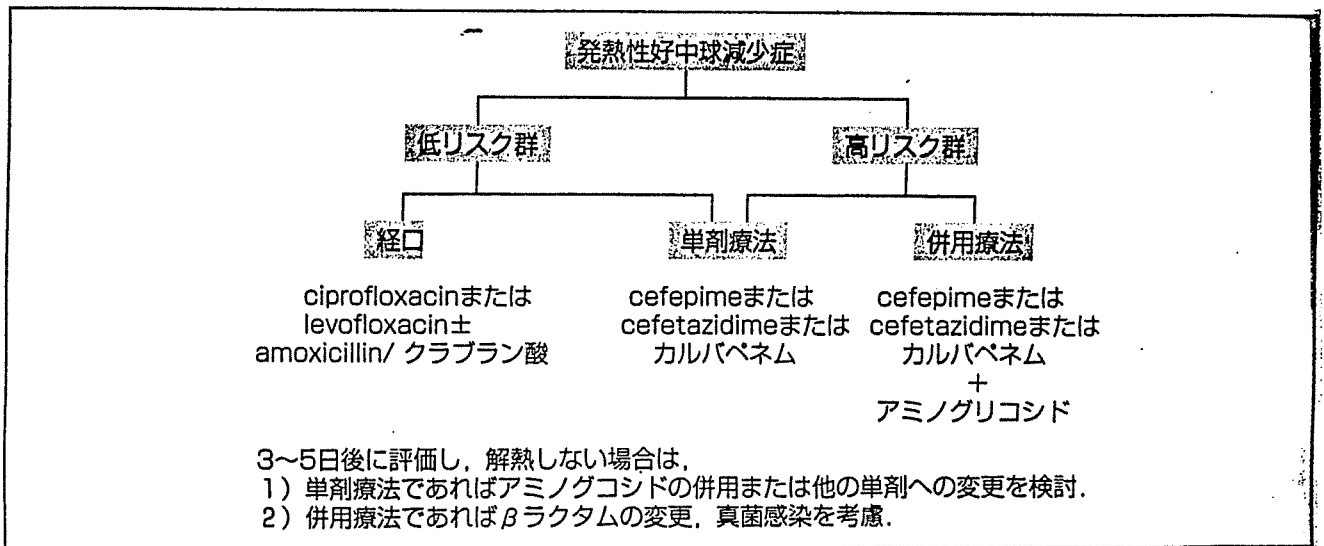 発熱性好中球減少症
低リスク群
高リスク群
経口
単剤療法
併用療法
ciprofloxacinまたは
levofloxacin±
amoxicillin/ クラブラン酸
cefepimeまたは
cefetazidimeまたは
カルバペネム
cefepimeまたは
cefetazidimeまたは
カルバペネム
+
アミノグリコシド
3〜5日後に評価し，解熱しない場合は，
1）単剤療法であればアミノグコシドの併用または他の単剤への変更を検討．
2）併用療法であればβラクタムの変更，真菌感染を考慮．